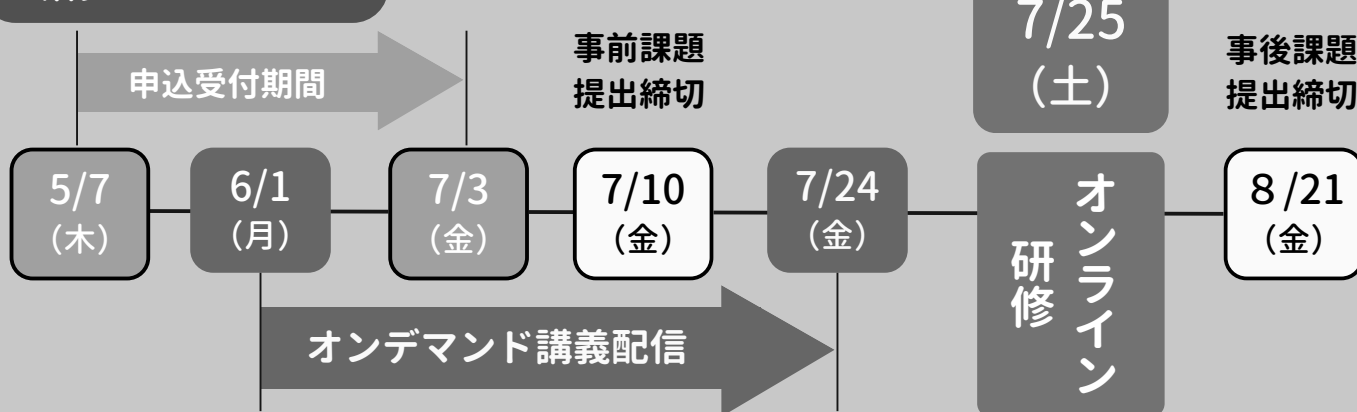 申込受付期間
事前課題
提出締切
7/25
（土）
事後課題
提出締切
5/7
（木）
6/1
（月）
7/3
（金）
7/10
（金）
7/24
（金）
オンライン
研修
8/21
（金）
オンデマンド講義配信